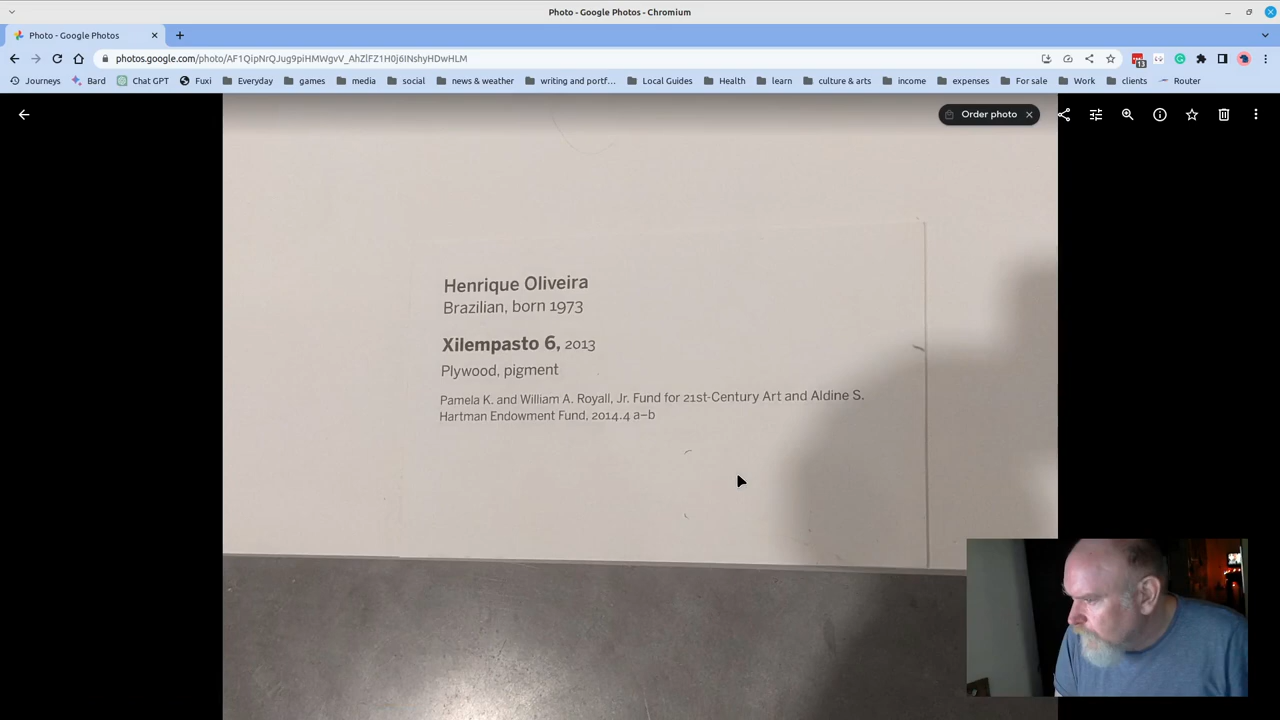 Photo - Google Photos - Chromium
Photo - Google Photos
photos.google.com/photo/AF1QipNrQJug9piHMWgvV_AhZlFZ1H0j6INshyHDwHLM
13
Journeys Bard Chat GPT Fuxi Everyday games media social news & weather writing and portf… Local Guides Health learn culture & arts income expenses For sale Work clients Router
Order photo
Henrique Oliveira
Brazilian, born 1973
Xilempasto 6, 2013
Plywood, pigment
Pamela K. and William A. Royall, Jr. Fund for 21st-Century Art and Aldine S.
Hartman Endowment Fund, 2014.4 a–b